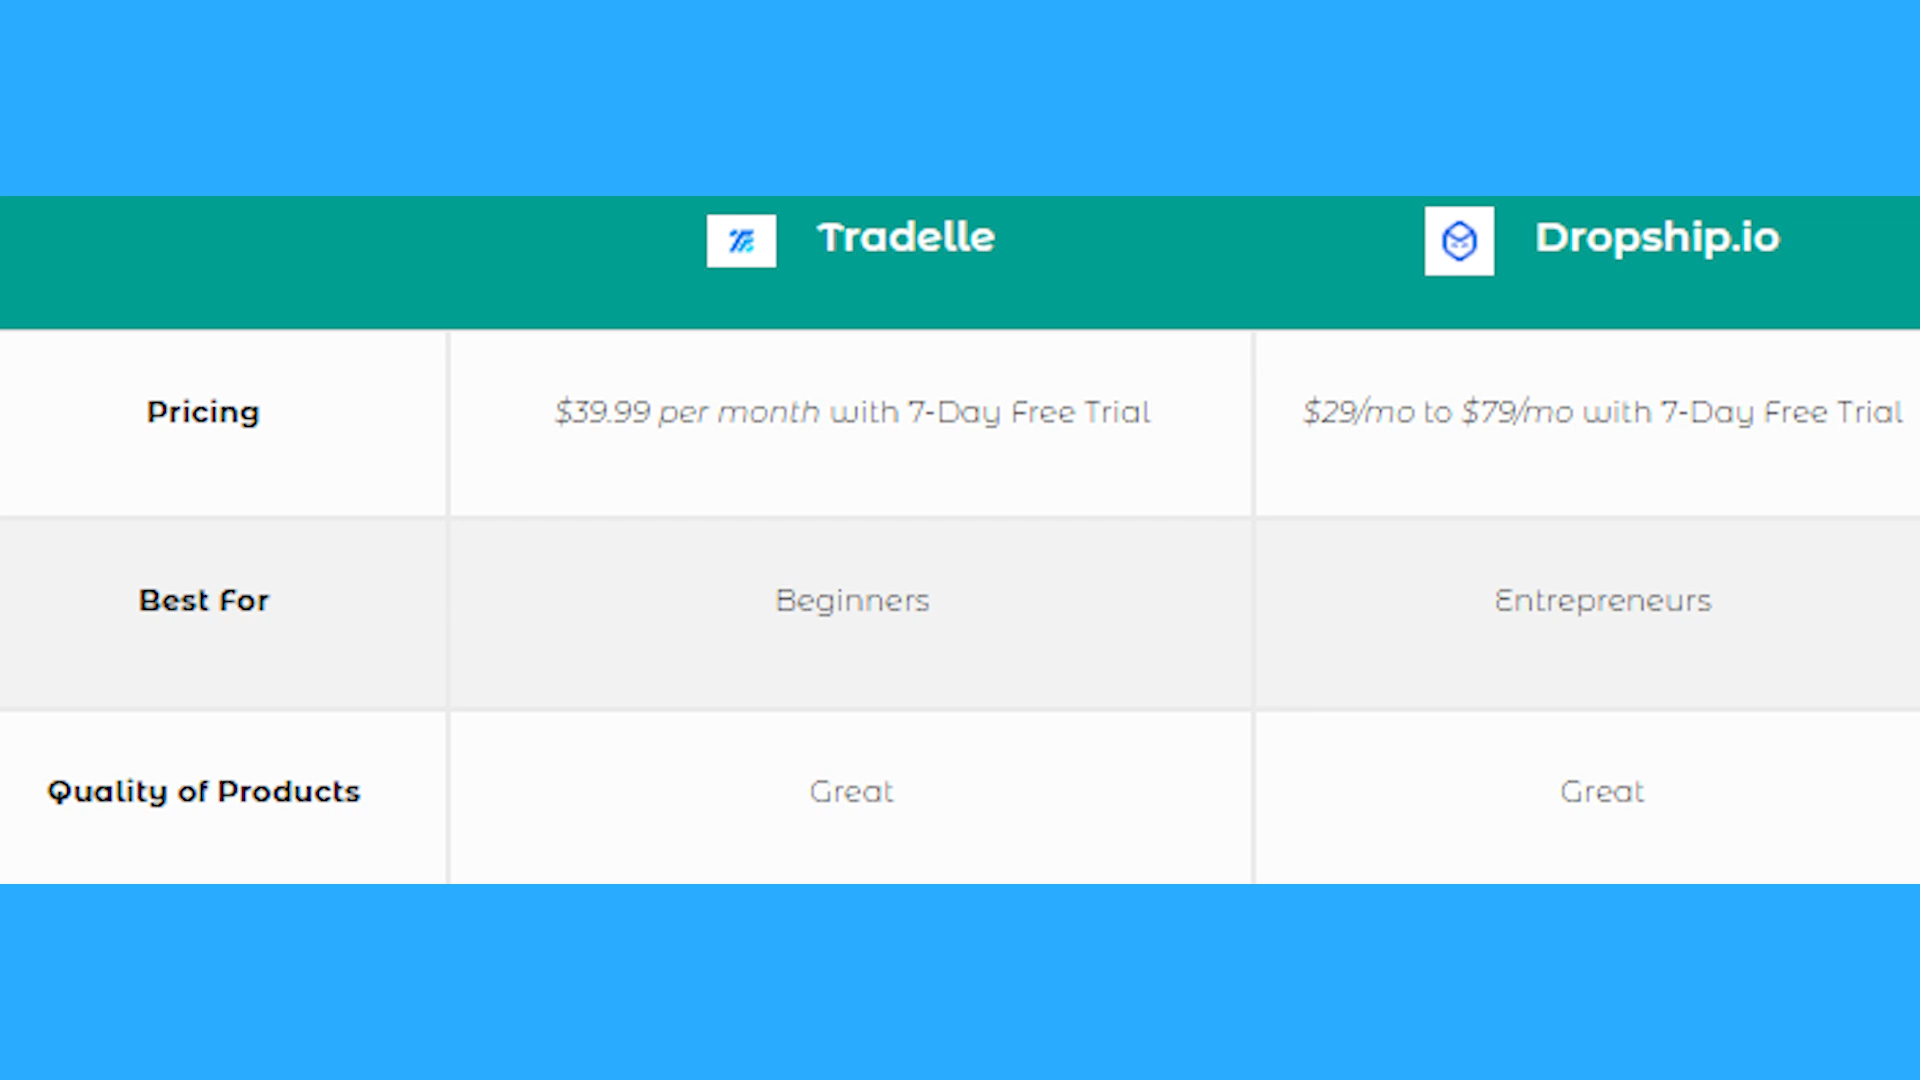 Tradelle Dropship.io
Pricing $39.99 per month with 7-Day Free Trial $29/mo to $79/mo with 7-Day Free Trial
Best For Beginners Entrepreneurs
Quality of Products Great Great